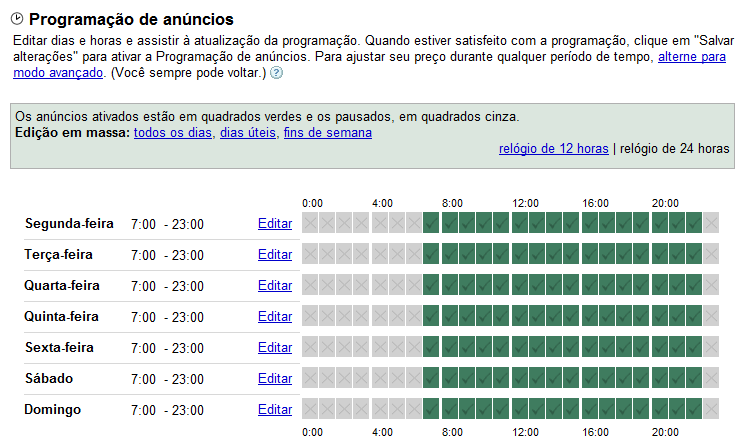 Programação de anúncios
Editar dias e horas e assistir à atualização da programação. Quando estiver satisfeito com a programação, clique em "Salvar
alterações" para ativar a Programação de anúncios. Para ajustar seu preço durante qualquer período de tempo, alterne para
modo avançado. (Você sempre pode voltar.) ?
Os anúncios ativados estão em quadrados verdes e os pausados, em quadrados cinza.
Edição em massa: todos os dias, dias úteis, fins de semana
relógio de 12 horas | relógio de 24 horas
0:00 4:00 8:00 12:00 16:00 20:00
Segunda-feira 7:00 - 23:00 Editar
Terça-feira 7:00 - 23:00 Editar
Quarta-feira 7:00 - 23:00 Editar
Quinta-feira 7:00 - 23:00 Editar
Sexta-feira 7:00 - 23:00 Editar
Sábado 7:00 - 23:00 Editar
Domingo 7:00 - 23:00 Editar
0:00 4:00 8:00 12:00 16:00 20:00